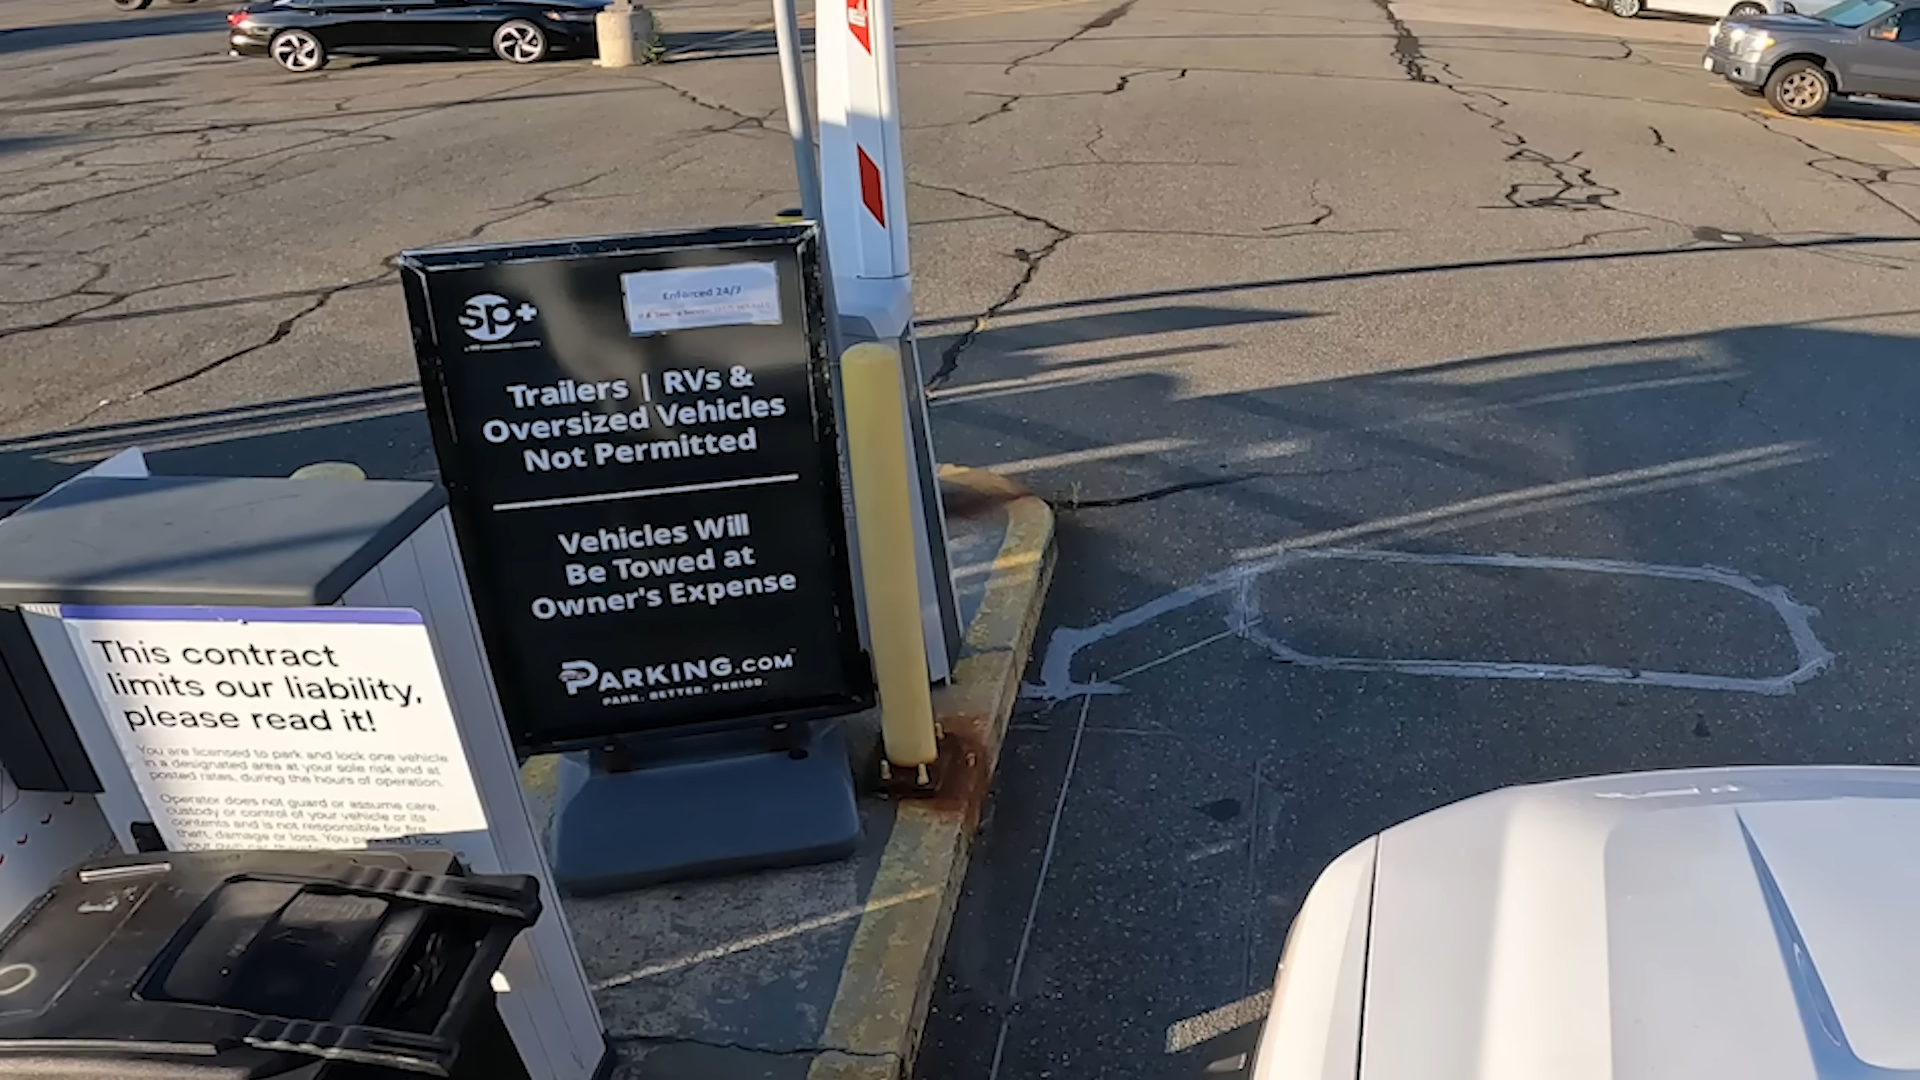 sp+
Enforced 24/7
Trailers | RVs &
Oversized Vehicles
Not Permitted
Vehicles Will
Be Towed at
Owner's Expense
PARKING.COM
PARK. BETTER. PERIOD.
This contract
limits our liability,
please read it!
You are licensed to park and lock one vehicle
in a designated area at your sole risk and at
posted rates, during the hours of operation.
Operator does not guard or assume care,
custody or control of your vehicle or its
contents and is not responsible for fire,
theft, damage or loss. You park and lock